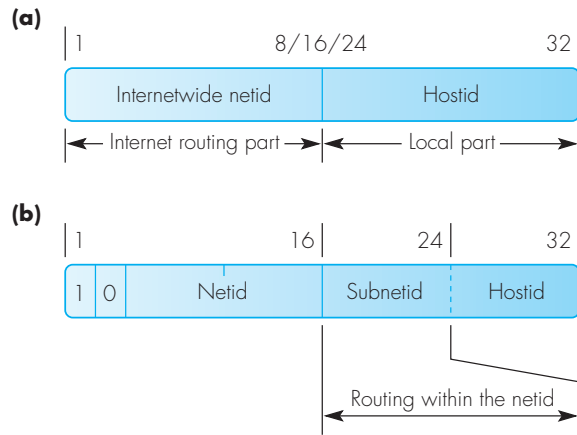 (a)
1 8/16/24 32
Internetwide netid Hostid
Internet routing part Local part
(b)
1 16 24 32
1 0 Netid Subnetid Hostid
Routing within the netid